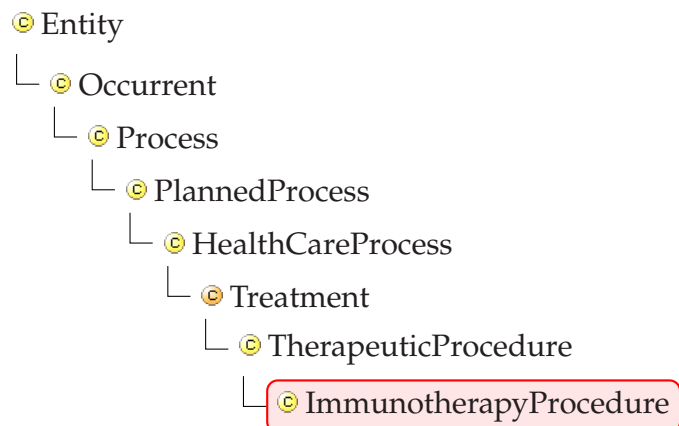 Entity
Occurrent
Process
PlannedProcess
HealthCareProcess
Treatment
TherapeuticProcedure
ImmunotherapyProcedure